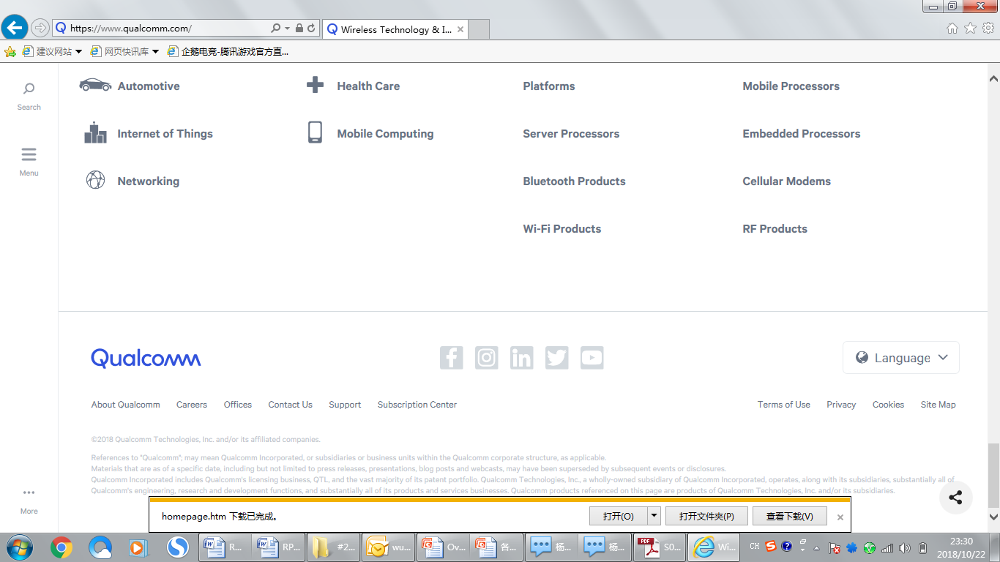 https://www.qualcomm.com/
Wireless Technology & I...
建议网站
网页快讯库
企鹅电竞-腾讯游戏官方直...
Search
Menu
More
Automotive
Health Care
Platforms
Mobile Processors
Internet of Things
Mobile Computing
Server Processors
Embedded Processors
Networking
Bluetooth Products
Cellular Modems
Wi-Fi Products
RF Products
Qualcomm
Language
About Qualcomm
Careers
Offices
Contact Us
Support
Subscription Center
Terms of Use
Privacy
Cookies
Site Map
©2018 Qualcomm Technologies, Inc. and/or its affiliated companies.
References to "Qualcomm"; may mean Qualcomm Incorporated, or subsidiaries or business units within the Qualcomm corporate structure, as applicable.
Materials that are as of a specific date, including but not limited to press releases, presentations, blog posts and webcasts, may have been superseded by subsequent events or disclosures.
Qualcomm Incorporated includes Qualcomm's licensing business, QTL, and the vast majority of its patent portfolio. Qualcomm Technologies, Inc., a wholly-owned subsidiary of Qualcomm Incorporated, operates, along with its subsidiaries, substantially all of
Qualcomm's engineering, research and development functions, and substantially all of its products and services businesses. Qualcomm products referenced on this page are products of Qualcomm Technologies, Inc. and/or its subsidiaries.
homepage.htm 下载已完成。
打开(O)
打开文件夹(P)
查看下载(V)
R...
RP...
#2...
wu...
Ov...
各...
杨...
杨...
PDF
S0...
Wi...
CH
23:30
2018/10/22